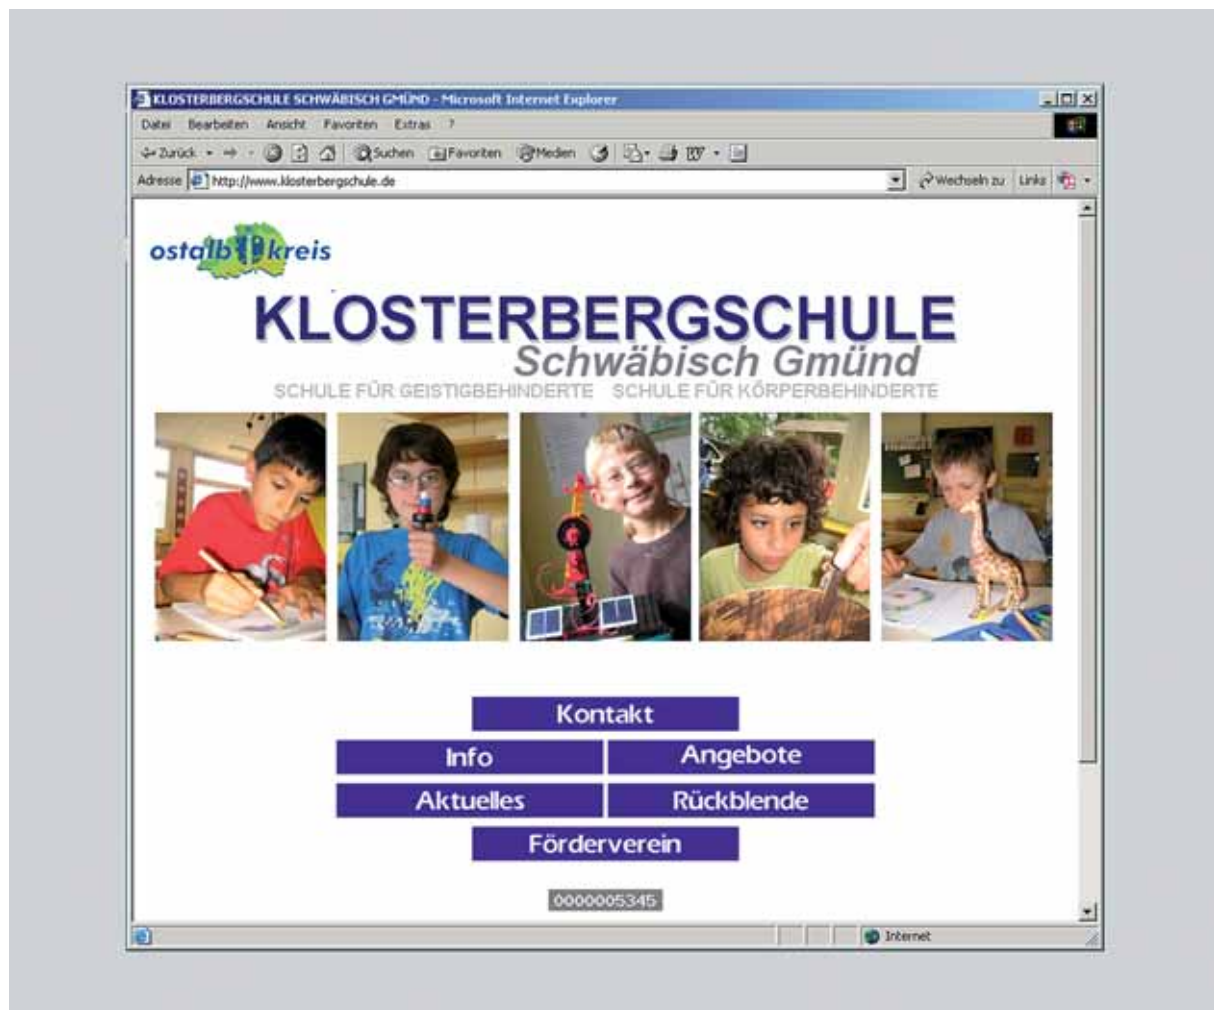 KLOSTERBERGSCHULE SCHWÄBISCH GMÜND - Microsoft Internet Explorer
Datei Bearbeiten Ansicht Favoriten Extras ?
Zurück Suchen Favoriten Medien
Adresse http://www.klosterbergschule.de Wechseln zu Links
ostalbkreis
KLOSTERBERGSCHULE
Schwäbisch Gmünd
SCHULE FÜR GEISTIGBEHINDERTE SCHULE FÜR KÖRPERBEHINDERTE
Kontakt
Info Angebote
Aktuelles Rückblende
Förderverein
0000005345
Internet